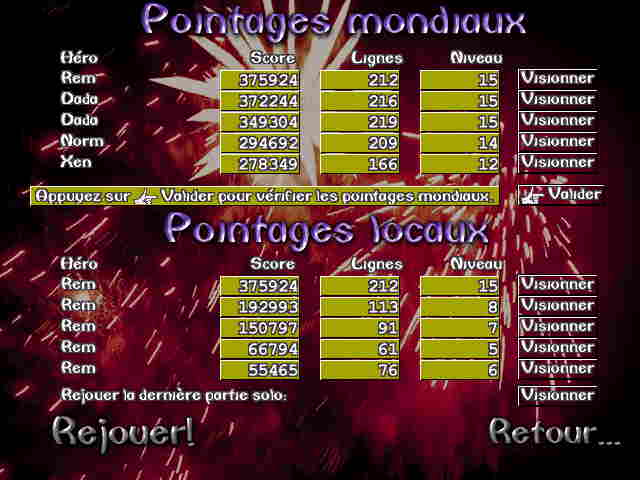 Pointages mondiaux
Héro Score Lignes Niveau
Rem 375924 212 15 Visionner
Dada 372244 216 15 Visionner
Dada 349304 219 15 Visionner
Norm 294692 209 14 Visionner
Xen 278349 166 12 Visionner
Appuyez sur Valider pour vérifier les pointages mondiaux. Valider
Pointages locaux
Héro Score Lignes Niveau
Rem 375924 212 15 Visionner
Rem 192993 113 8 Visionner
Rem 150797 91 7 Visionner
Rem 66794 61 5 Visionner
Rem 55465 76 6 Visionner
Rejouer la dernière partie solo: Visionner
Rejouer! Retour...